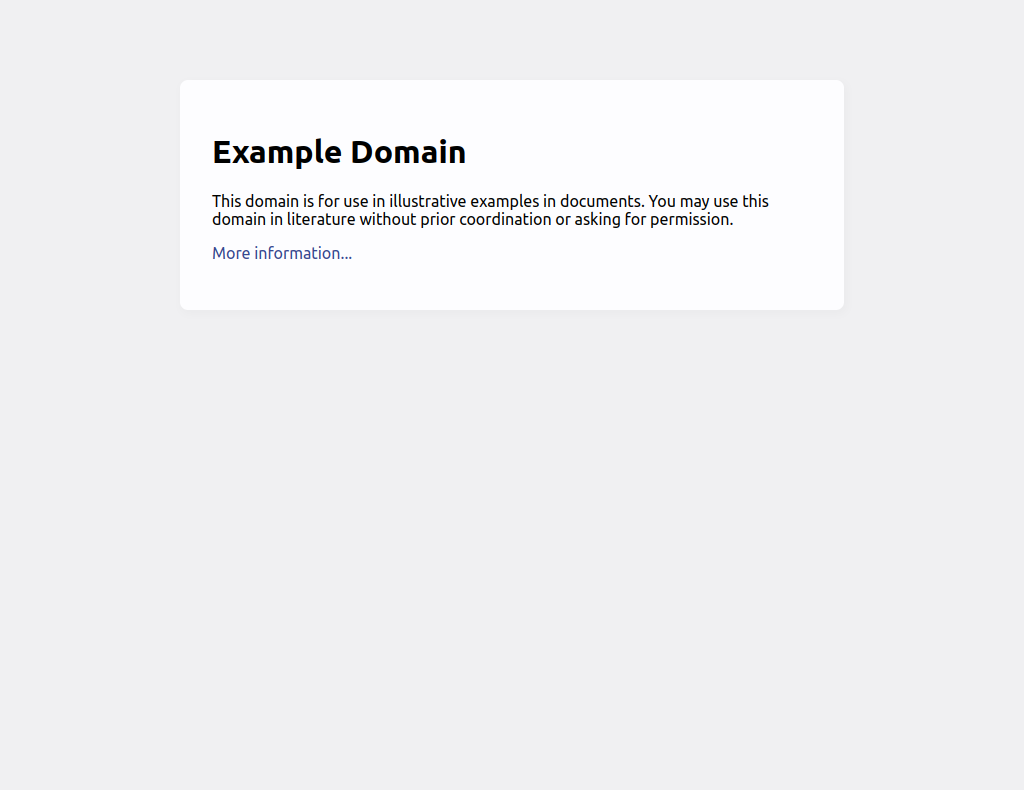 Example Domain
This domain is for use in illustrative examples in documents. You may use this
domain in literature without prior coordination or asking for permission.
More information...